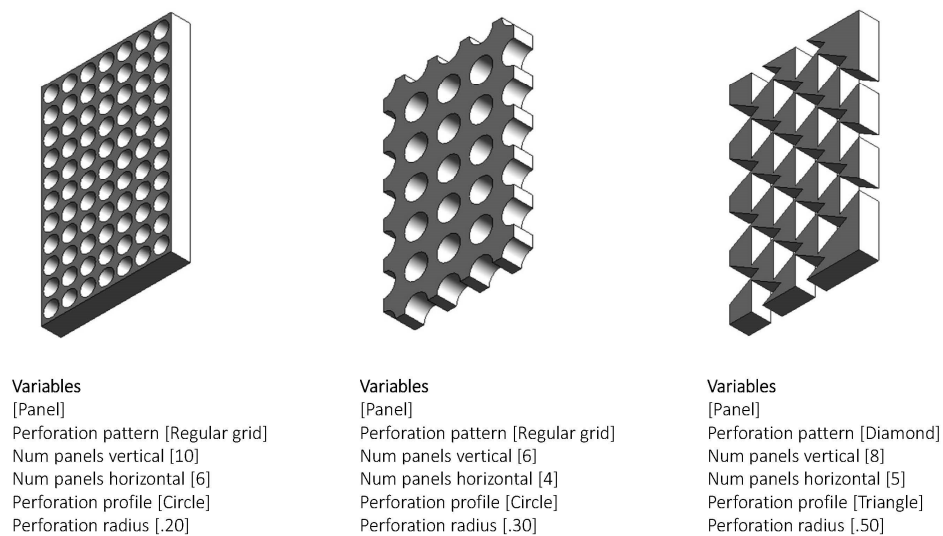 Variables
[Panel]
Perforation pattern [Regular grid]
Num panels vertical [10]
Num panels horizontal [6]
Perforation profile [Circle]
Perforation radius [.20]
Variables
[Panel]
Perforation pattern [Regular grid]
Num panels vertical [6]
Num panels horizontal [4]
Perforation profile [Circle]
Perforation radius [.30]
Variables
[Panel]
Perforation pattern [Diamond]
Num panels vertical [8]
Num panels horizontal [5]
Perforation profile [Triangle]
Perforation radius [.50]